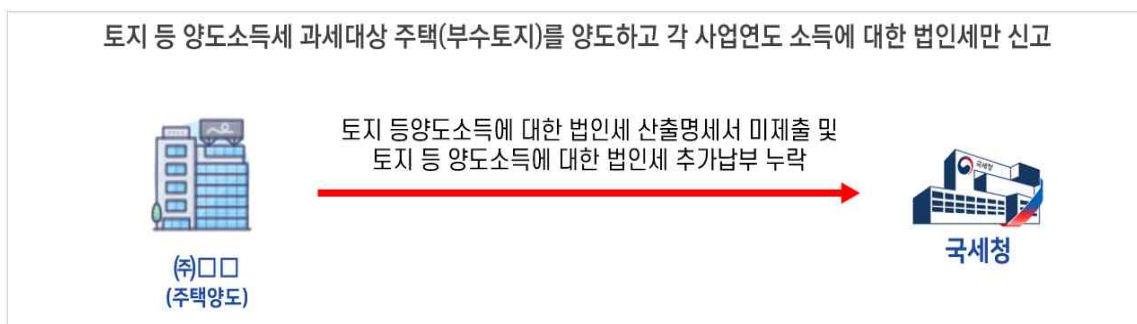 토지 등 양도소득세 과세대상 주택(부수토지)를 양도하고 각 사업연도 소득에 대한 법인세만 신고
토지 등양도소득에 대한 법인세 산출명세서 미제출 및
토지 등 양도소득에 대한 법인세 추가납부 누락
국세청
㈜□□
(주택양도)
국세청